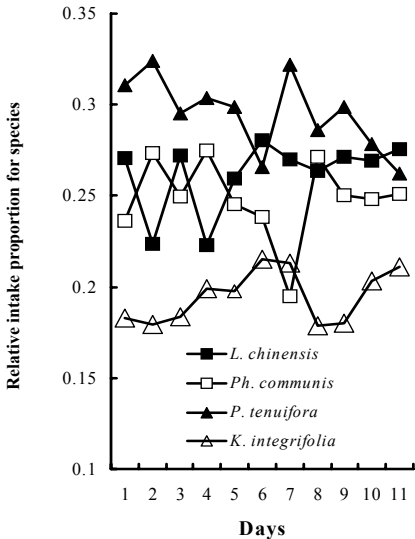 Relative intake proportion for species
0.35
0.3
0.25
0.2
0.15
0.1
L. chinensis
Ph. communis
P. tenuifora
K. integrifolia
1 2 3 4 5 6 7 8 9 10 11
Days